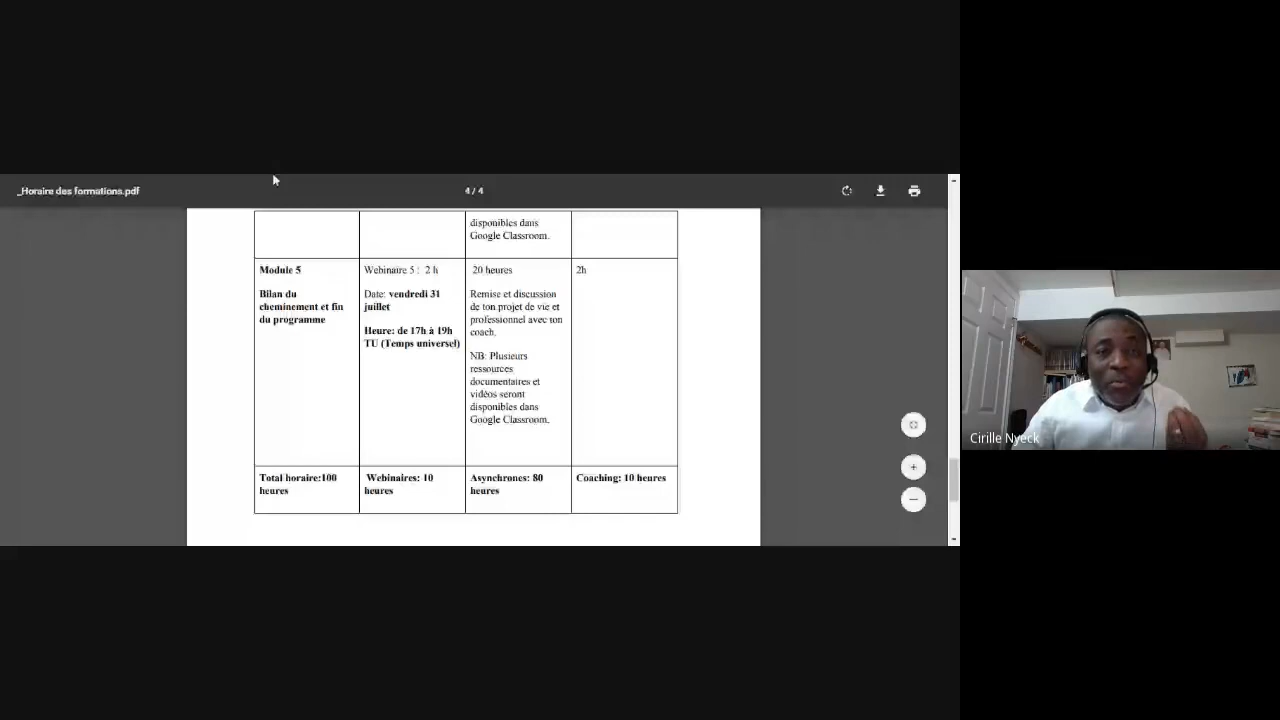 _Horaire des formations.pdf
4 / 4
disponibles dans
Google Classroom.
Module 5
Bilan du
cheminement et fin
du programme
Webinaire 5 : 2 h
Date: vendredi 31
juillet
Heure: de 17h à 19h
TU (Temps universel)
20 heures
Remise et discussion
de ton projet de vie et
professionnel avec ton
coach.
NB: Plusieurs
ressources
documentaires et
vidéos seront
disponibles dans
Google Classroom.
2h
Total horaire:100
heures
Webinaires: 10
heures
Asynchrones: 80
heures
Coaching: 10 heures
Cirille Nyeck